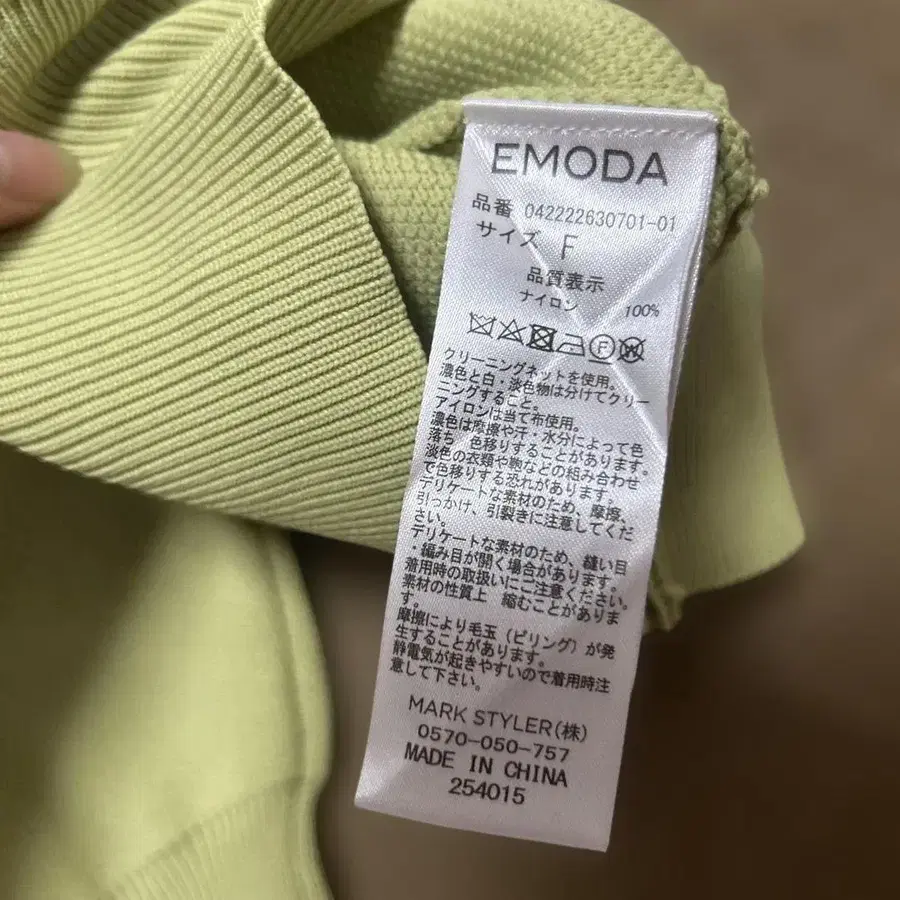 EMODA
品番 042222630701-01
サイズ F
品質表示
ナイロン 100%
F W
クリーニングネットを使用。
濃色と白・淡色物は分けてクリー
ニングすること。
アイロンは当て布使用。
濃色は摩擦や汗・水分によって色
落ち 色移りすることがあります。
淡色の衣類や鞄などの組み合わせ
で色移りする恐れがあります。
デリケートな素材のため、摩擦、
引っかけ、引裂きに注意してくだ
さい。
デリケートな素材のため、縫い目
・編み目が開く場合があります。
着用時の取扱いにご注意ください。
素材の性質上 縮むことがありま
す。
摩擦により毛玉（ピリング）が発
生することがあります。
静電気が起きやすいので着用時注
意して下さい。
MARK STYLER(株)
0570-050-757
MADE IN CHINA
254015